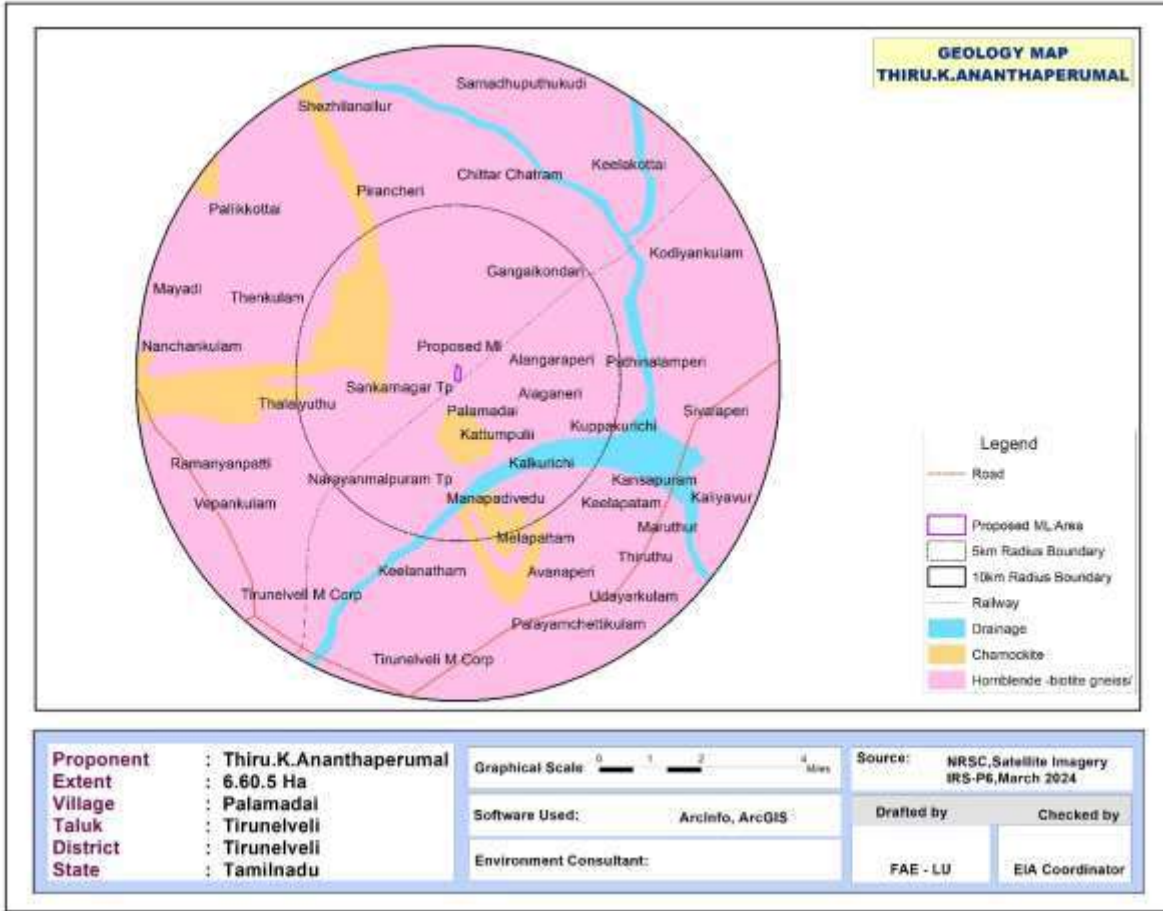 GEOLOGY MAP
THIRU.K.ANANTHAPERUMAL
Samadhuputhukudi
Shezhilanallur
Keelakottai
Chittar Chatram
Pirancheri
Pallikkottai
Kodiyankulam
Gangaikondan
Mayadi
Thenkulam
Nanchankulam
Proposed Ml
Alangaraperi
Pathinalamperi
Sankarnagar Tp
Alaganeri
Thalaiyuthu
Palamadai
Sivalaperi
Kuppakurichi
Kattumpulii
Ramanyanpatti
Kalkurichi
Narayanmalpuram Tp
Kansapuram
Vepankulam
Manapadivedu
Keelapatam
Kaliyavur
Maruthur
Melapattam
Thiruthu
Keelanatham
Avanaperi
Tirunelveli M Corp
Udayarkulam
Palayamchettikulam
Tirunelveli M Corp
Legend
Road
Proposed ML Area
5km Radius Boundary
10km Radius Boundary
Railway
Drainage
Charnockite
Hornblende -biotite gneiss/
Proponent : Thiru.K.Ananthaperumal
Extent : 6.60.5 Ha
Village : Palamadai
Taluk : Tirunelveli
District : Tirunelveli
State : Tamilnadu
Graphical Scale 0 1 2 4 Miles
Software Used: ArcInfo, ArcGIS
Environment Consultant:
Source: NRSC,Satellite Imagery
IRS-P6,March 2024
Drafted by Checked by
FAE - LU EIA Coordinator